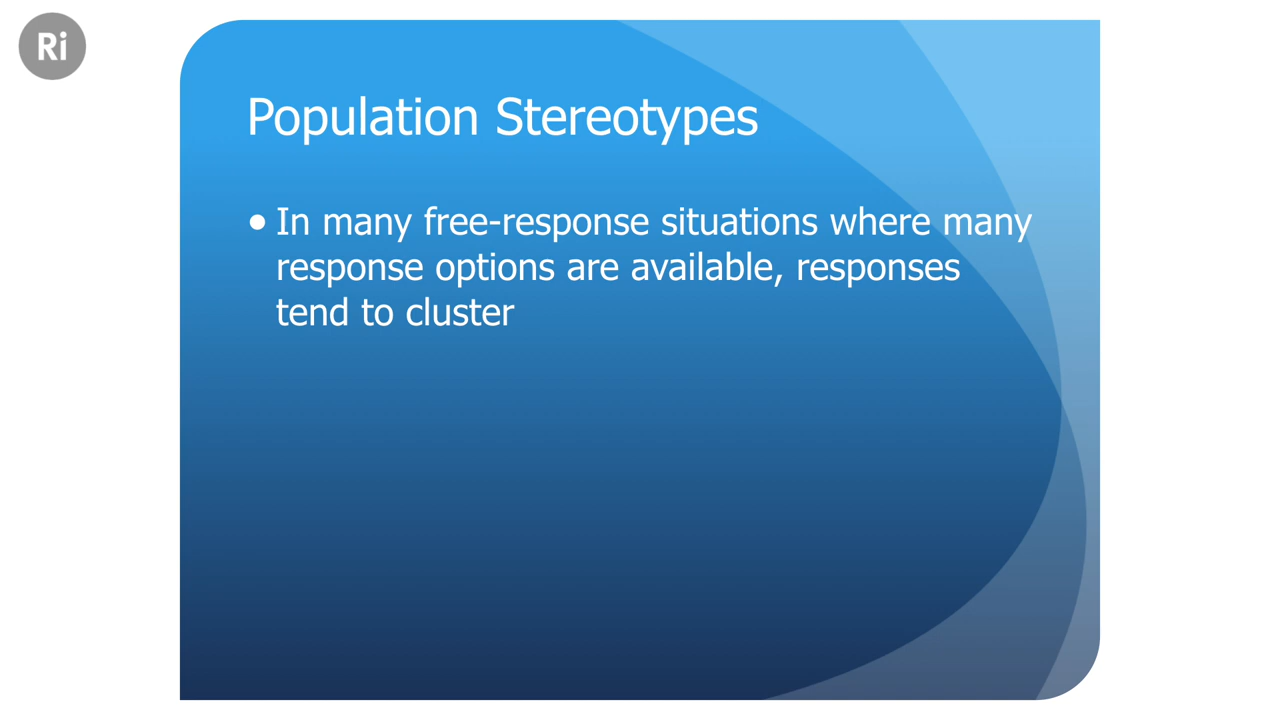 Ri
Population Stereotypes
• In many free-response situations where many
response options are available, responses
tend to cluster